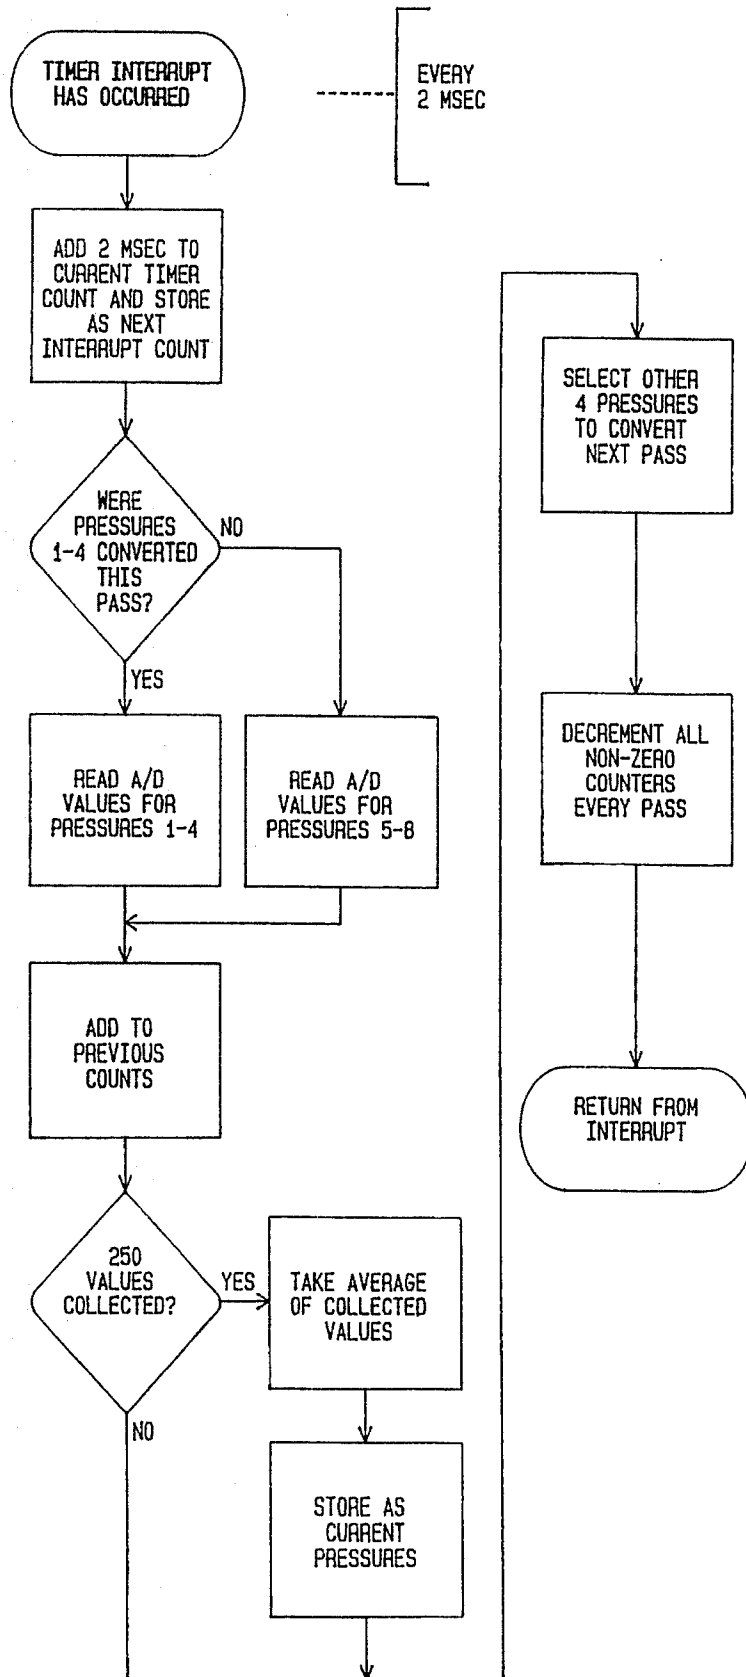 TIMER INTERRUPT
HAS OCCURRED
EVERY
2 MSEC
ADD 2 MSEC TO
CURRENT TIMER
COUNT AND STORE
AS NEXT
INTERRUPT COUNT
WERE
PRESSURES
1-4 CONVERTED
THIS
PASS?
NO
YES
READ A/D
VALUES FOR
PRESSURES 1-4
READ A/D
VALUES FOR
PRESSURES 5-8
ADD TO
PREVIOUS
COUNTS
250
VALUES
COLLECTED?
YES
NO
TAKE AVERAGE
OF COLLECTED
VALUES
STORE AS
CURRENT
PRESSURES
SELECT OTHER
4 PRESSURES
TO CONVERT
NEXT PASS
DECREMENT ALL
NON-ZERO
COUNTERS
EVERY PASS
RETURN FROM
INTERRUPT